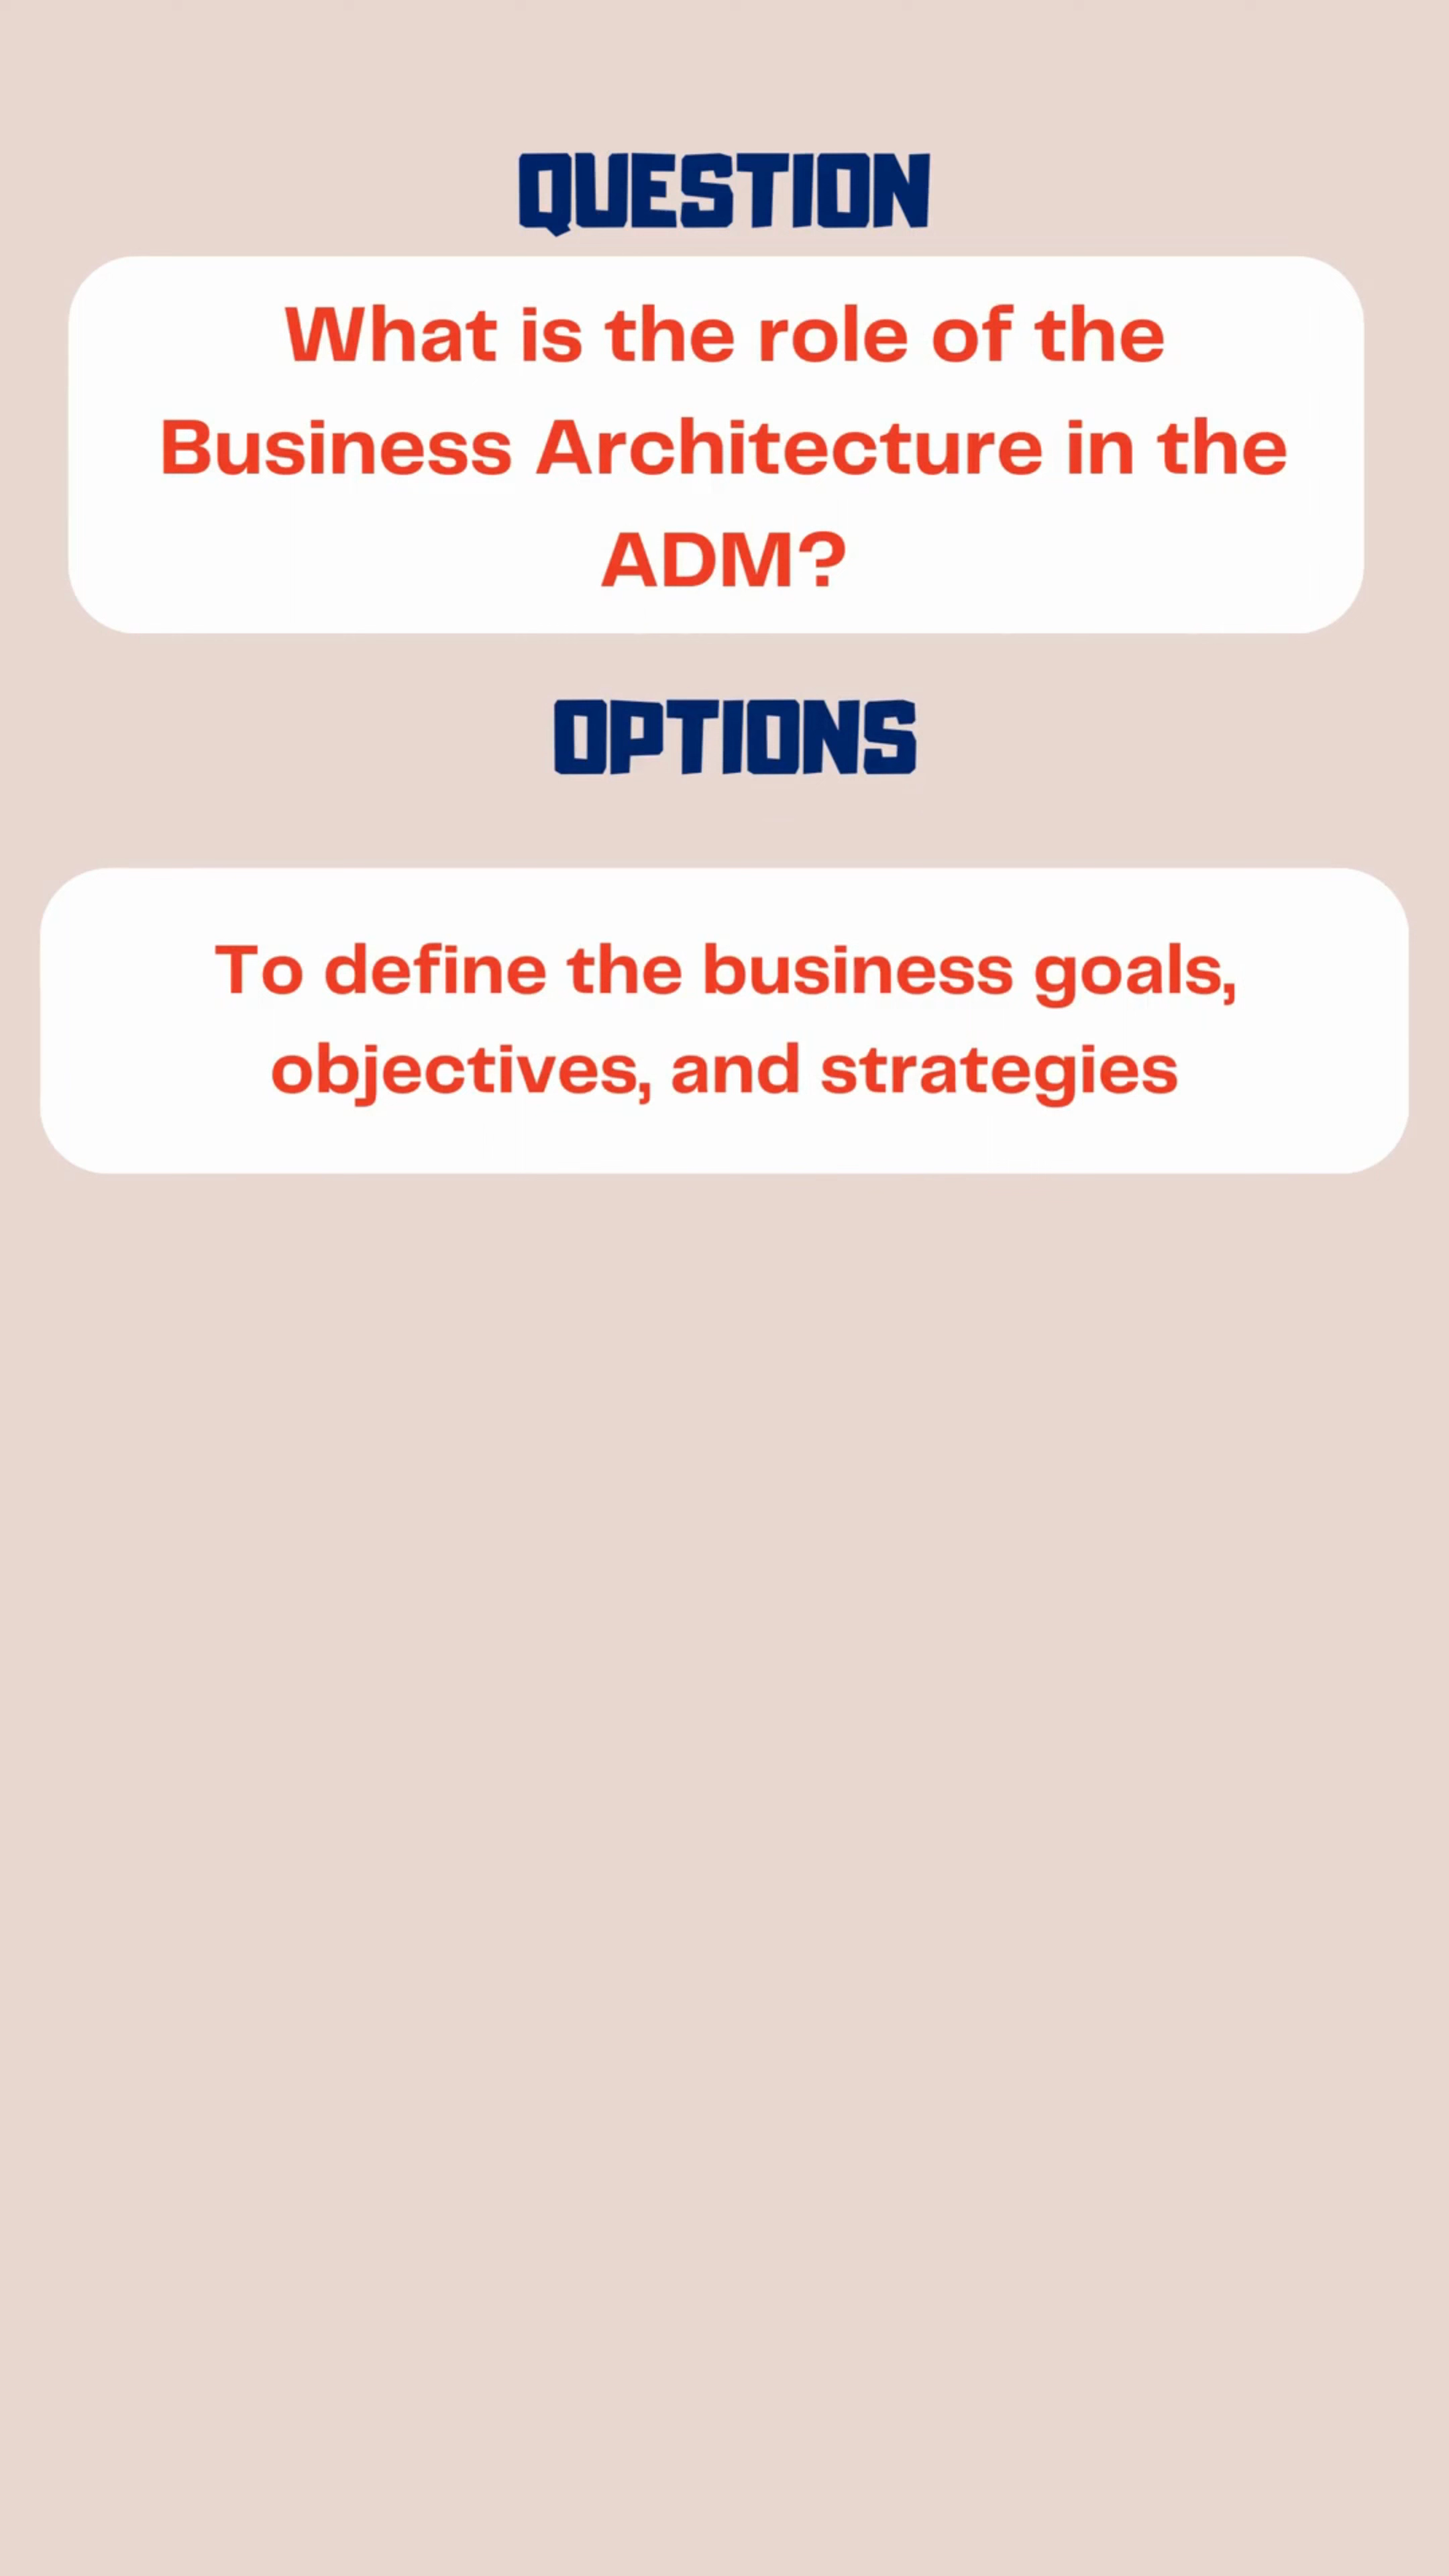 QUESTION
What is the role of the
Business Architecture in the
ADM?
OPTIONS
To define the business goals,
objectives, and strategies